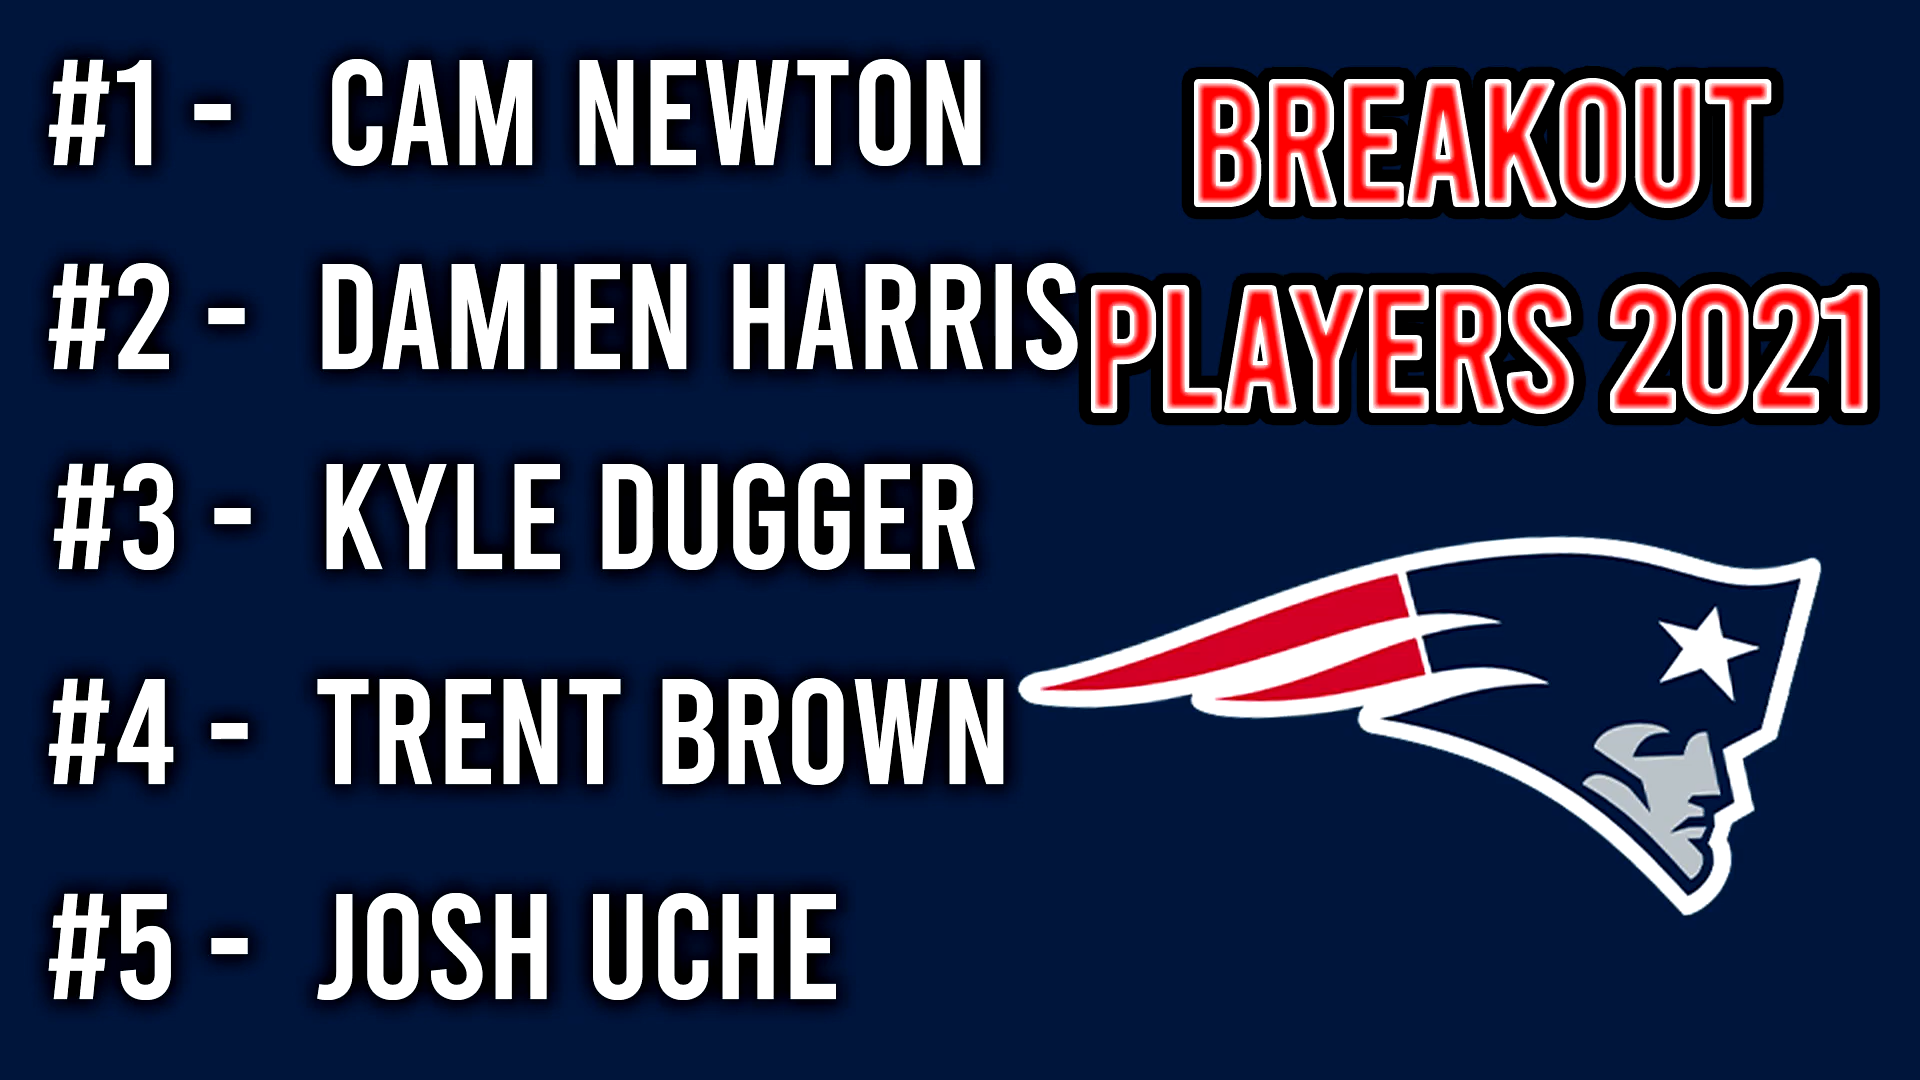 #1 - CAM NEWTON
#2 - DAMIEN HARRIS
#3 - KYLE DUGGER
#4 - TRENT BROWN
#5 - JOSH UCHE
BREAKOUT
PLAYERS 2021